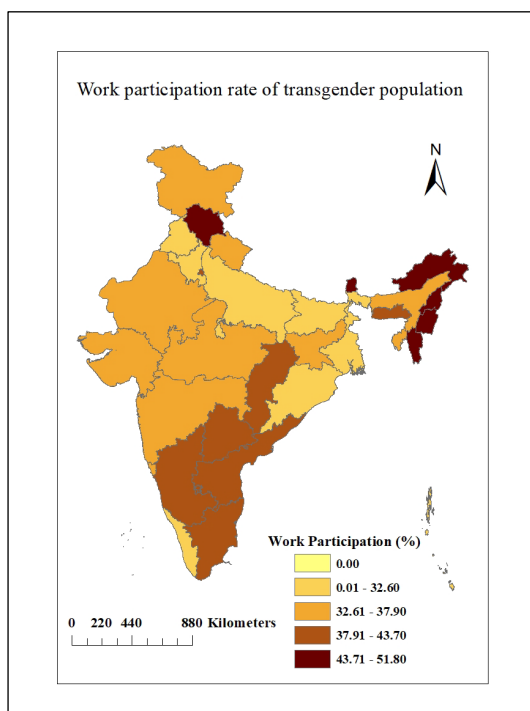 Work participation rate of transgender population
N
Work Participation (%)
0.00
0.01 - 32.60
32.61 - 37.90
37.91 - 43.70
43.71 - 51.80
0 220 440 880 Kilometers